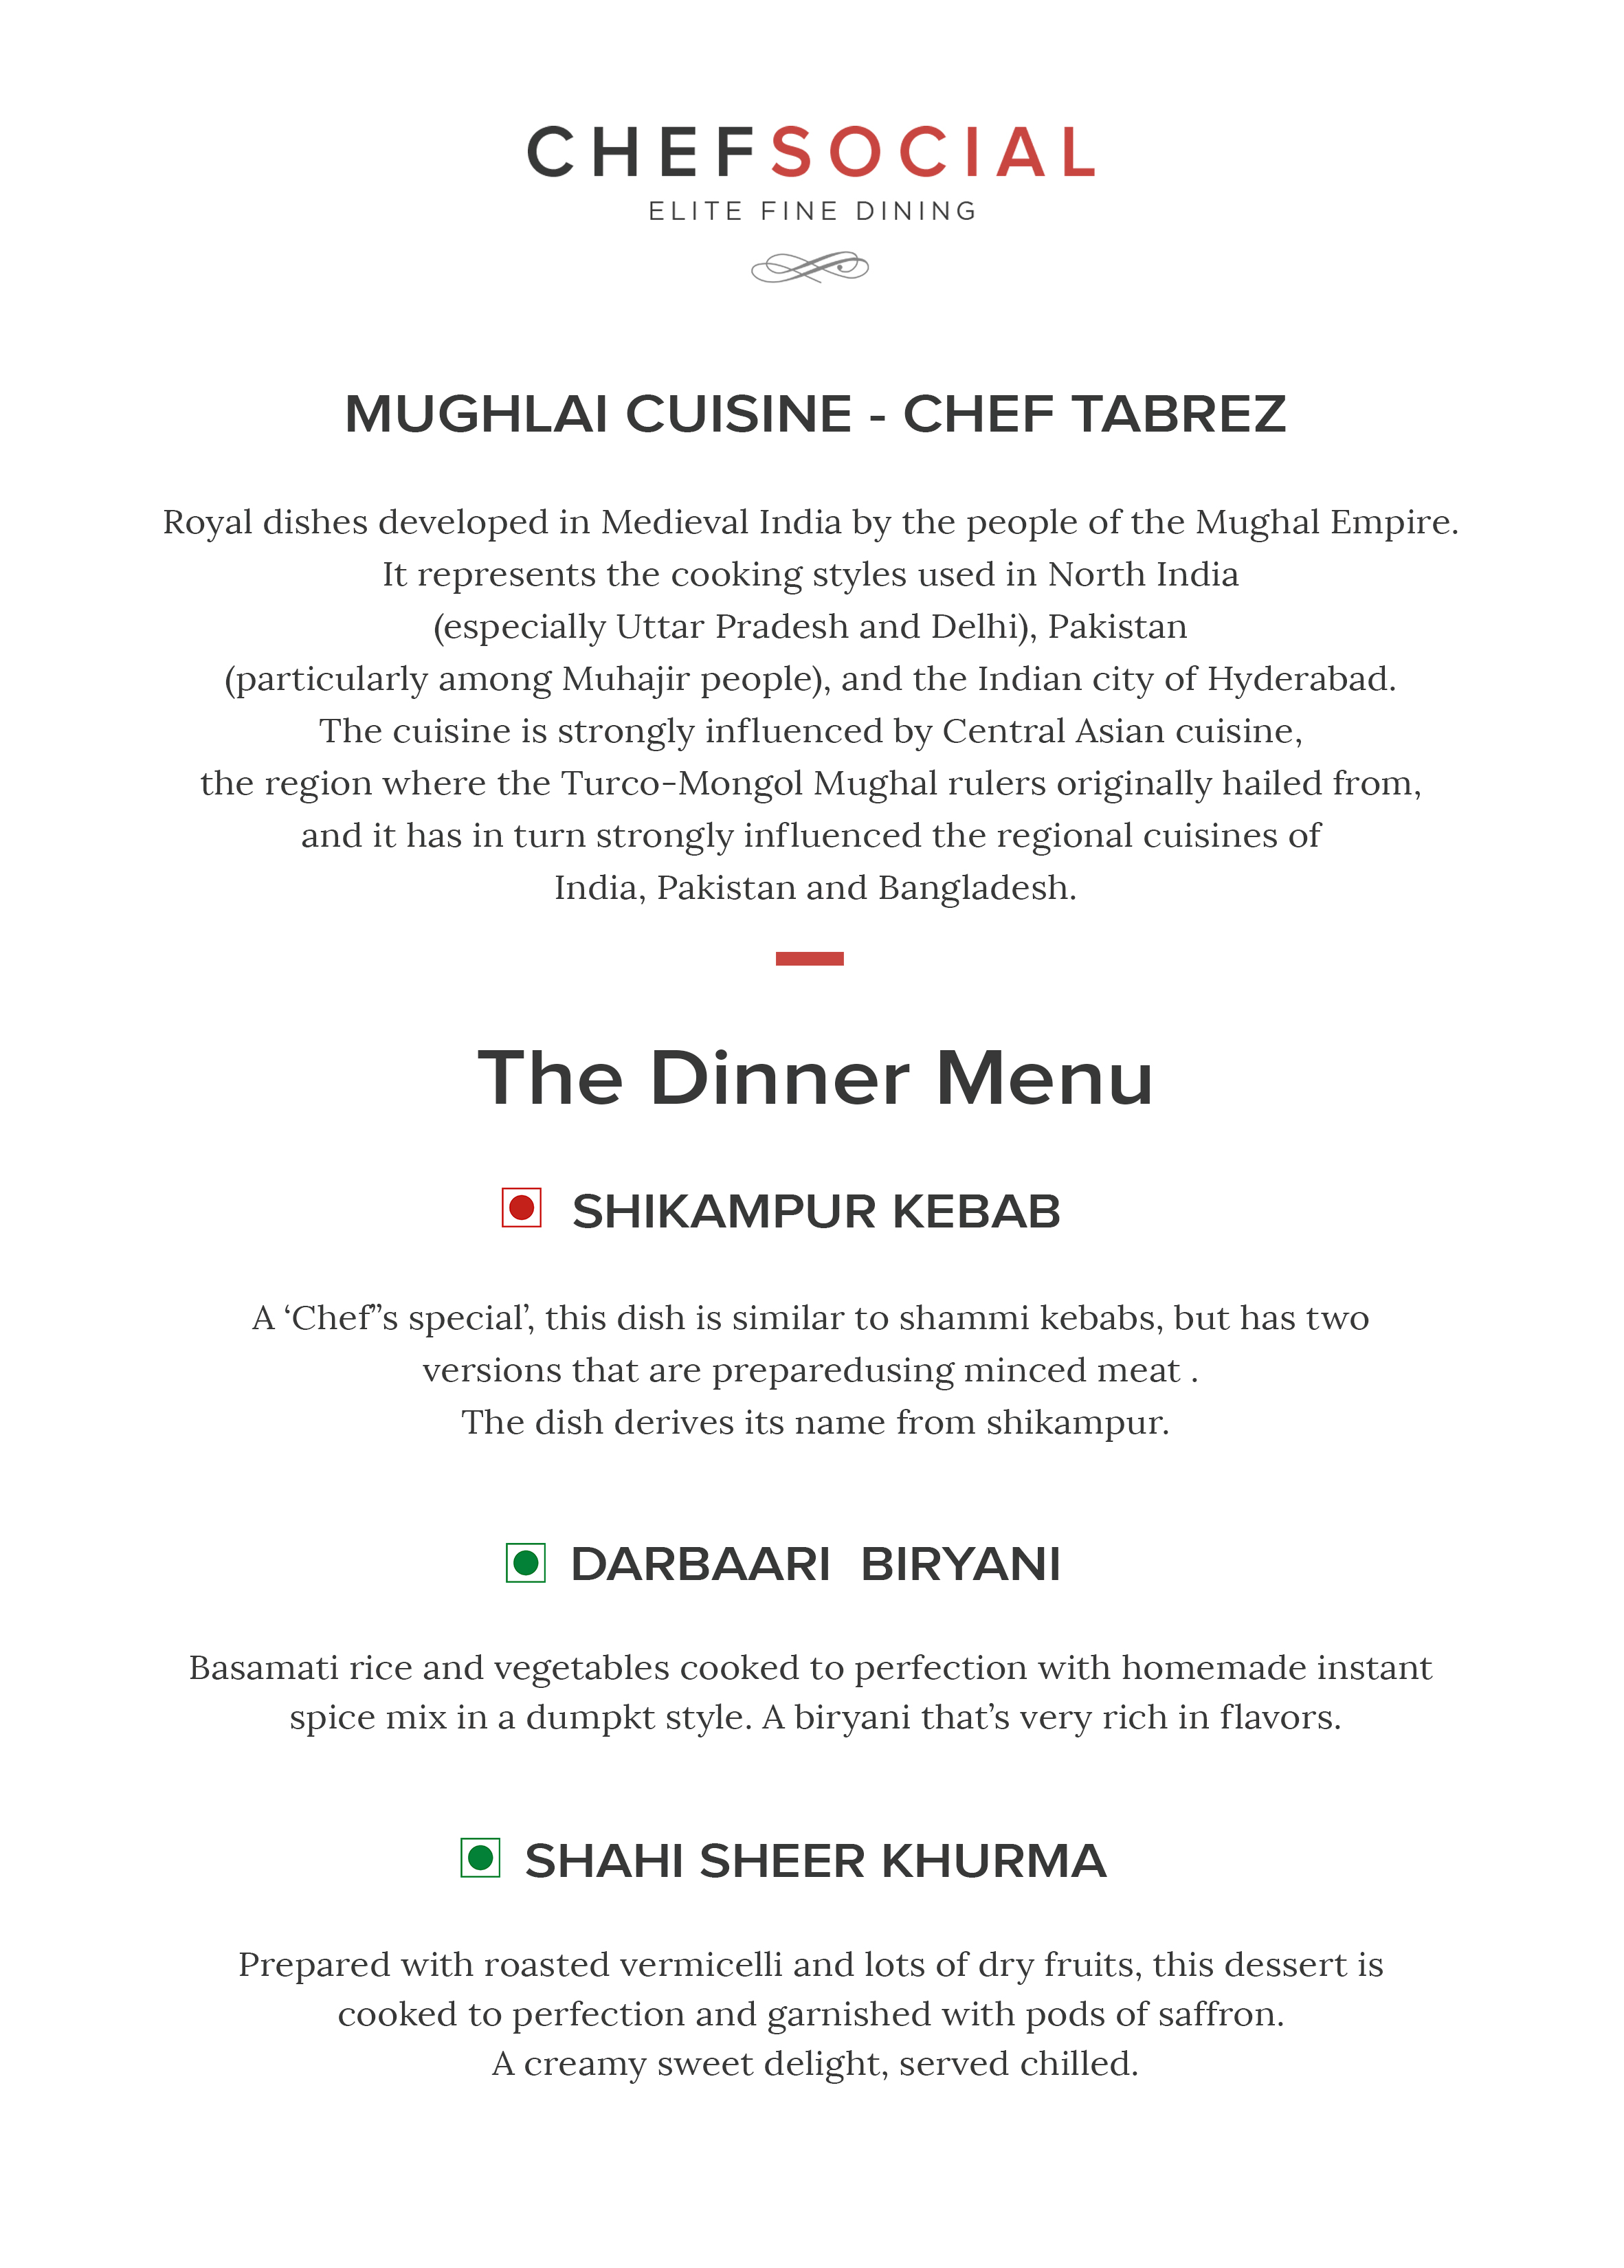 CHEFSOCIAL
ELITE FINE DINING
MUGHLAI CUISINE - CHEF TABREZ
Royal dishes developed in Medieval India by the people of the Mughal Empire.
It represents the cooking styles used in North India
(especially Uttar Pradesh and Delhi), Pakistan
(particularly among Muhajir people), and the Indian city of Hyderabad.
The cuisine is strongly influenced by Central Asian cuisine,
the region where the Turco-Mongol Mughal rulers originally hailed from,
and it has in turn strongly influenced the regional cuisines of
India, Pakistan and Bangladesh.
The Dinner Menu
SHIKAMPUR KEBAB
A ‘Chef’’s special’, this dish is similar to shammi kebabs, but has two
versions that are preparedusing minced meat .
The dish derives its name from shikampur.
DARBAARI  BIRYANI
Basamati rice and vegetables cooked to perfection with homemade instant
spice mix in a dumpkt style. A biryani that’s very rich in flavors.
SHAHI SHEER KHURMA
Prepared with roasted vermicelli and lots of dry fruits, this dessert is
cooked to perfection and garnished with pods of saffron.
A creamy sweet delight, served chilled.